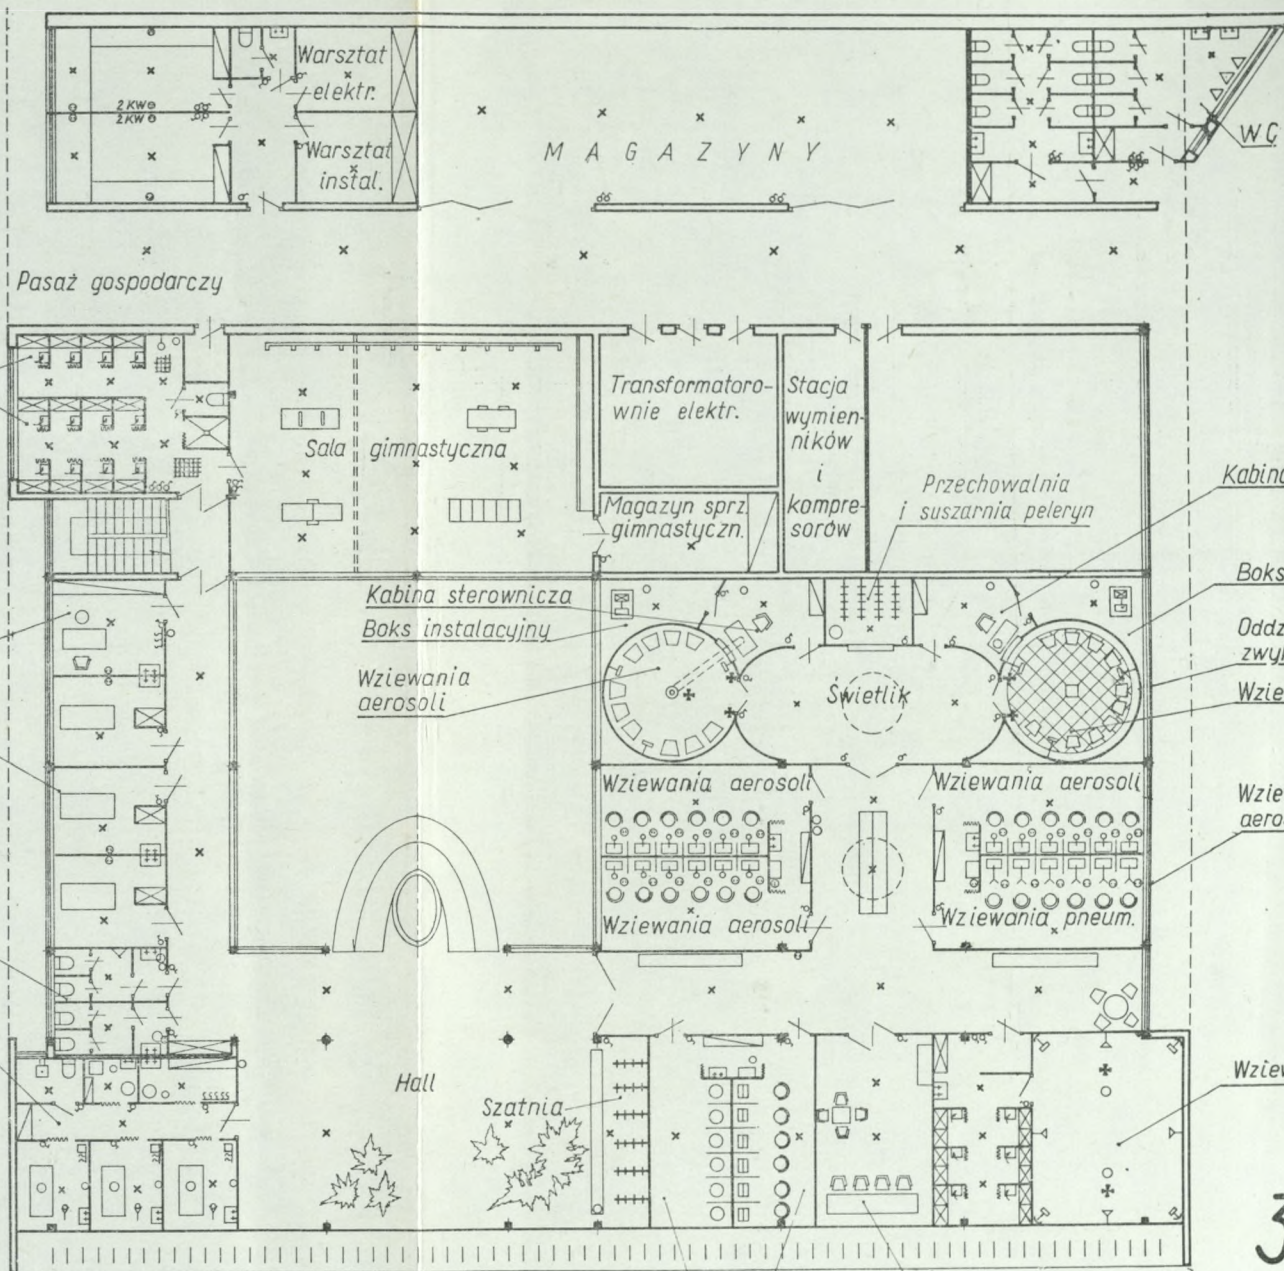 Warsztat
elektr.
2KW
2KW
Warsztat
instal.
MAGAZYNY
WC
Pasaż gospodarczy
Transformatoro-
wnie elektr.
Stacja
wymien-
ników
i
kompre-
sorów
Sala gimnastyczna
Przechowalnia
i suszarnia peleryn
Kabina
Magazyn sprz.
gimnastyczn.
Kabina sterownicza
Boks instalacyjny
Boks
Oddz
Wziewania
aerosoli
Świetlik
Wziewania aerosoli
Wziewania aerosoli
Wziewania aerosoli
Wziewania pneum.
Hall
Szatnia
3